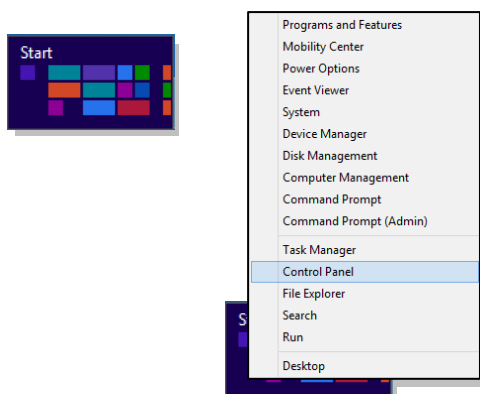 Start
Programs and Features
Mobility Center
Power Options
Event Viewer
System
Device Manager
Disk Management
Computer Management
Command Prompt
Command Prompt (Admin)
Task Manager
Control Panel
File Explorer
Search
Run
Desktop
S